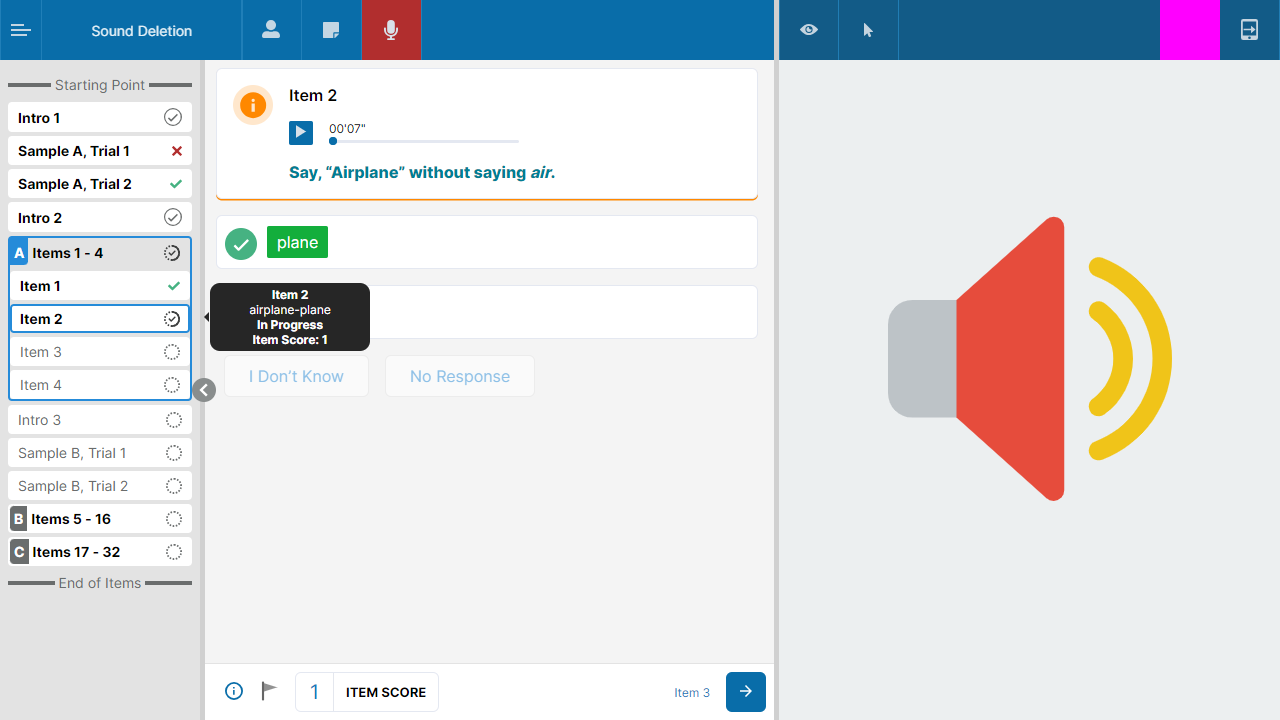 Sound Deletion
Starting Point
Intro 1
Sample A, Trial 1
Sample A, Trial 2
Intro 2
A Items 1 - 4
Item 1
Item 2
Item 3
Item 4
Intro 3
Sample B, Trial 1
Sample B, Trial 2
B Items 5 - 16
C Items 17 - 32
End of Items
Item 2
00'07"
Say, “Airplane” without saying air.
plane
Item 2
airplane-plane
In Progress
Item Score: 1
I Don’t Know
No Response
1 ITEM SCORE
Item 3